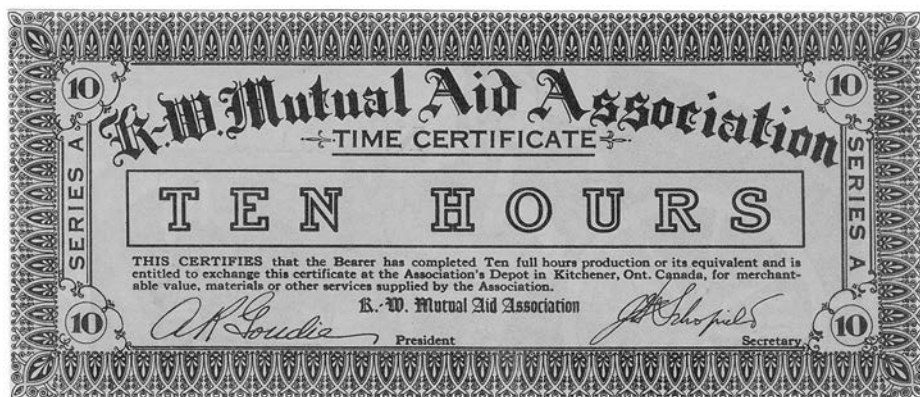 10 10
K-W. Mutual Aid Association
TIME CERTIFICATE
SERIES A
SERIES A
TEN HOURS
THIS CERTIFIES that the Bearer has completed Ten full hours production or its equivalent and is
entitled to exchange this certificate at the Association's Depot in Kitchener, Ont. Canada, for merchant-
able value, materials or other services supplied by the Association.
K.-W. Mutual Aid Association
A R Goudie President
Schofield Secretary
10 10